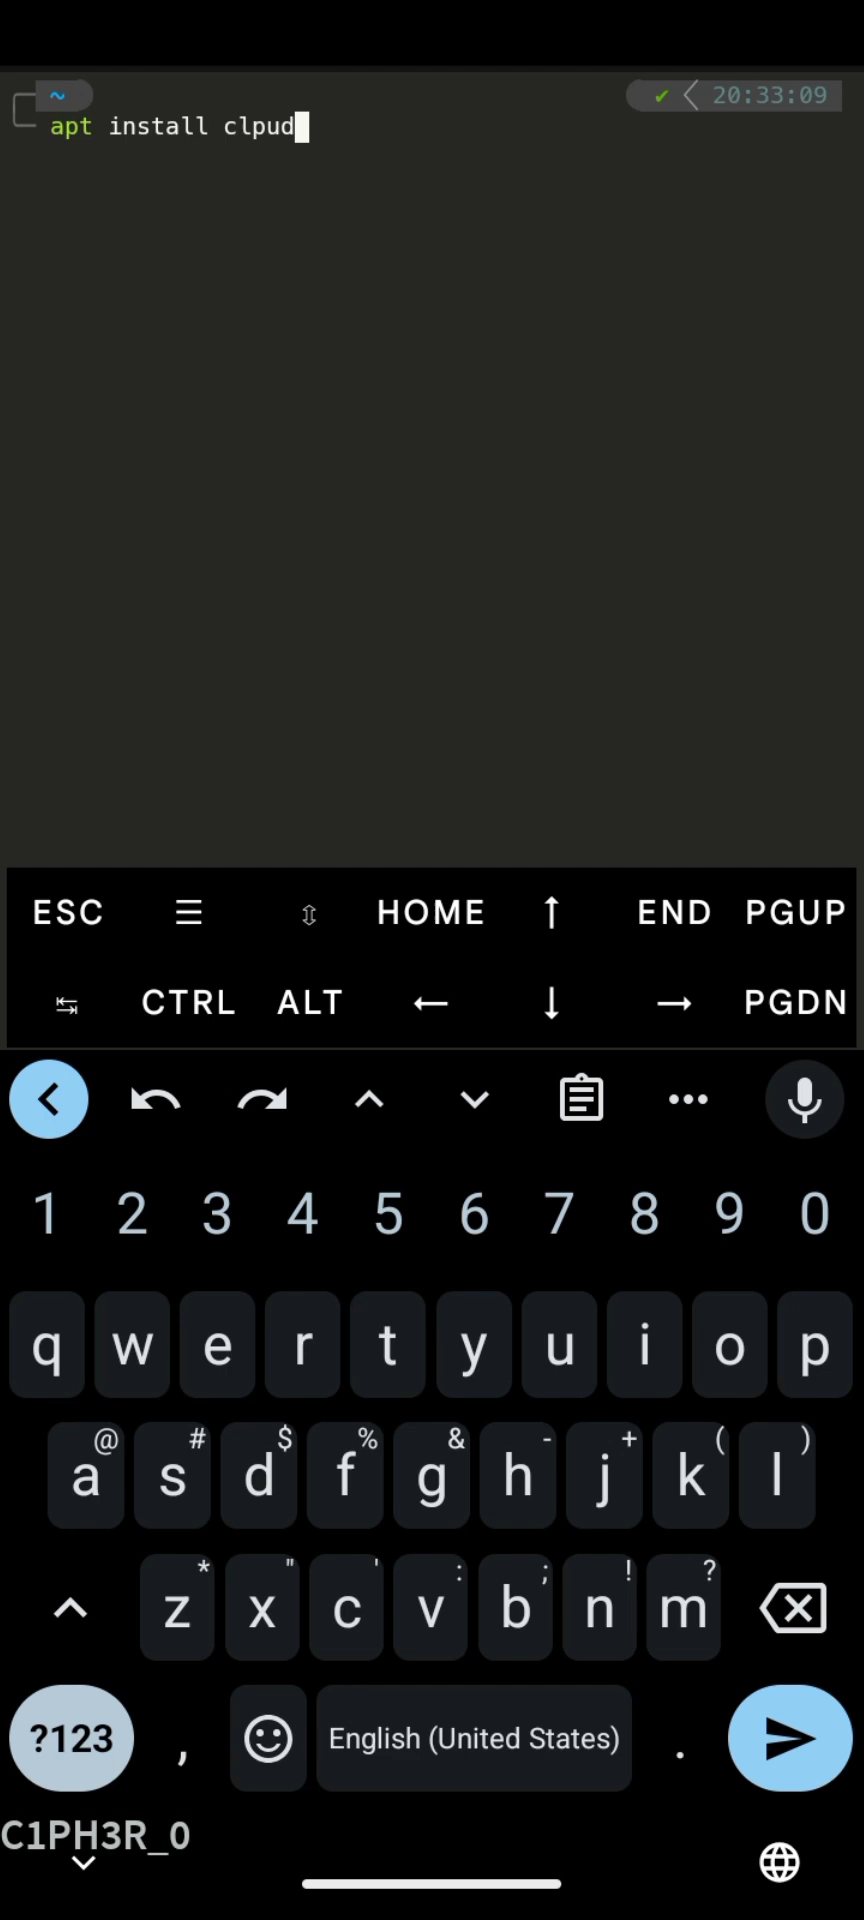 ~ ✔ 20:33:09
apt install clpud
ESC ☰ ⇳ HOME ↑ END PGUP
↹ CTRL ALT ← ↓ → PGDN
1 2 3 4 5 6 7 8 9 0
q w e r t y u i o p
@ # $ % & - + ( )
a s d f g h j k l
* " ' : ; ! ?
z x c v b n m
?123 , English (United States) .
C1PH3R_0